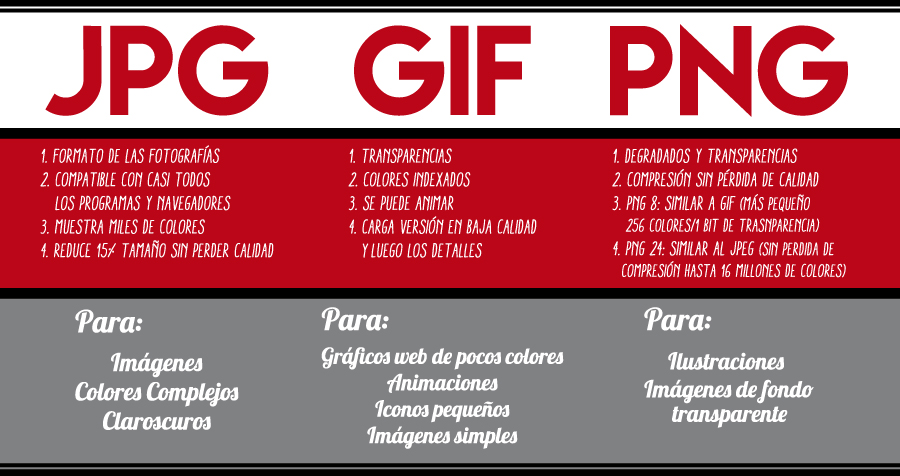 JPG
GIF
PNG
1. FORMATO DE LAS FOTOGRAFÍAS
2. COMPATIBLE CON CASI TODOS
LOS PROGRAMAS Y NAVEGADORES
3. MUESTRA MILES DE COLORES
4. REDUCE 15% TAMAÑO SIN PERDER CALIDAD
1. TRANSPARENCIAS
2. COLORES INDEXADOS
3. SE PUEDE ANIMAR
4. CARGA VERSIÓN EN BAJA CALIDAD
Y LUEGO LOS DETALLES
1. DEGRADADOS Y TRANSPARENCIAS
2. COMPRESIÓN SIN PÉRDIDA DE CALIDAD
3. PNG 8: SIMILAR A GIF (MÁS PEQUEÑO
256 COLORES/1 BIT DE TRASNPARENCIA)
4. PNG 24: SIMILAR AL JPEG (SIN PERDIDA DE
COMPRESIÓN HASTA 16 MILLONES DE COLORES)
Para:
Imágenes
Colores Complejos
Claroscuros
Para:
Gráficos web de pocos colores
Animaciones
Iconos pequeños
Imágenes simples
Para:
Ilustraciones
Imágenes de fondo
transparente